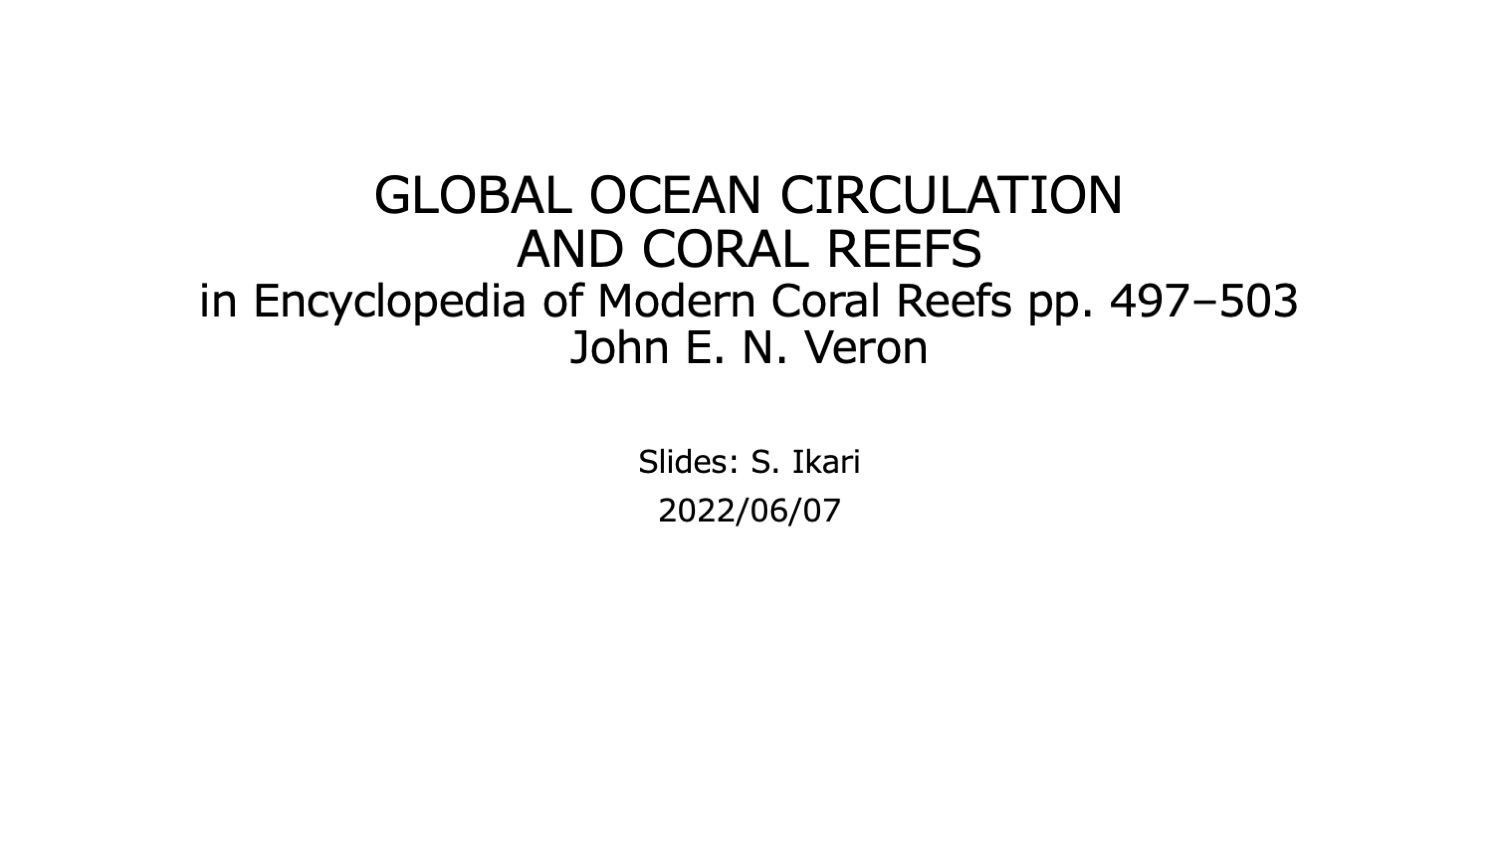 GLOBAL OCEAN CIRCULATION
AND CORAL REEFS
in Encyclopedia of Modern Coral Reefs pp. 497–503
John E. N. Veron
Slides: S. Ikari
2022/06/07